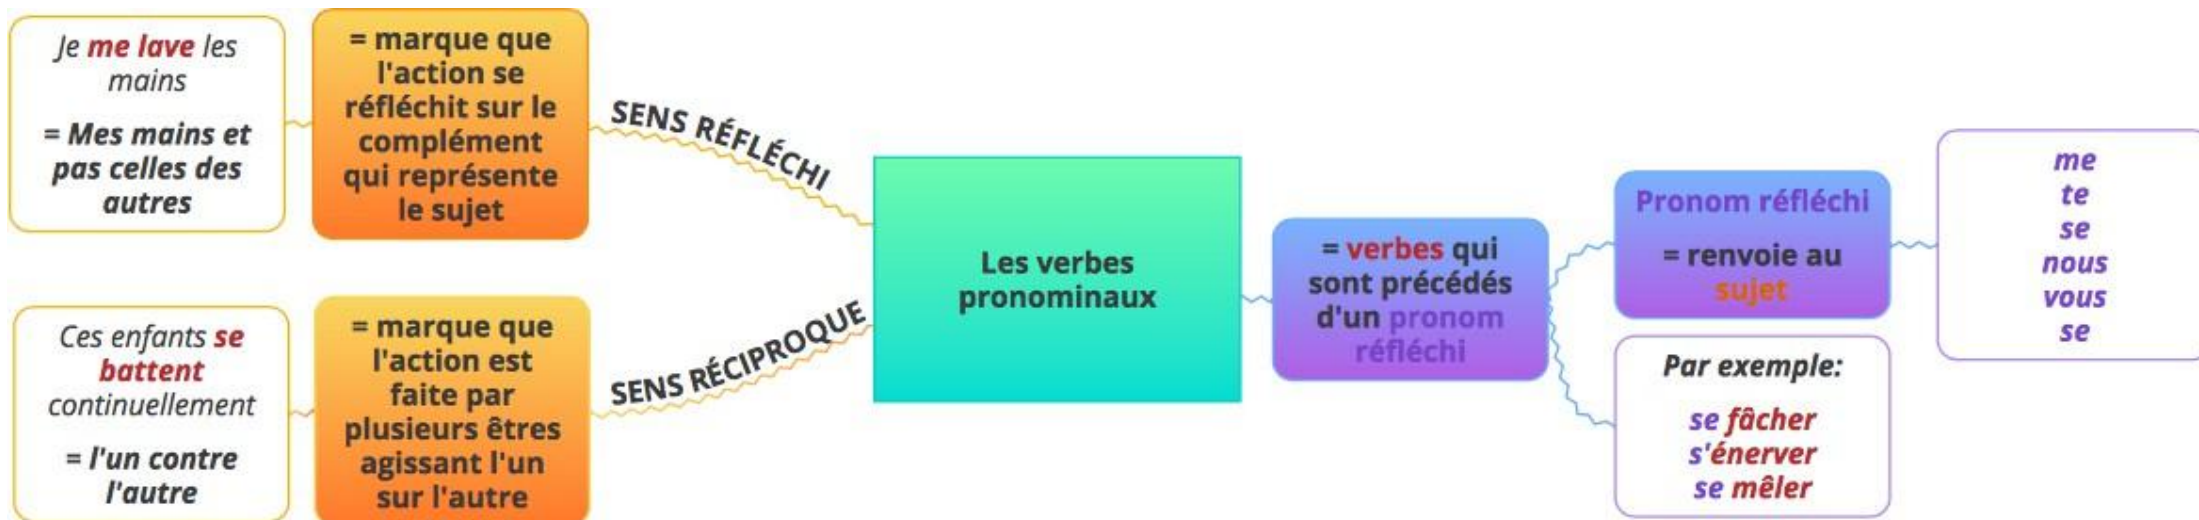 Je me lave les
mains
= Mes mains et
pas celles des
autres
= marque que
l'action se
réfléchit sur le
complément
qui représente
le sujet
SENS RÉFLÉCHI
Ces enfants se
battent
continuellement
= l'un contre
l'autre
= marque que
l'action est
faite par
plusieurs êtres
agissant l'un
sur l'autre
SENS RÉCIPROQUE
Les verbes
pronominaux
= verbes qui
sont précédés
d'un pronom
réfléchi
Pronom réfléchi
= renvoie au
sujet
me
te
se
nous
vous
se
Par exemple:
se fâcher
s'énerver
se mêler